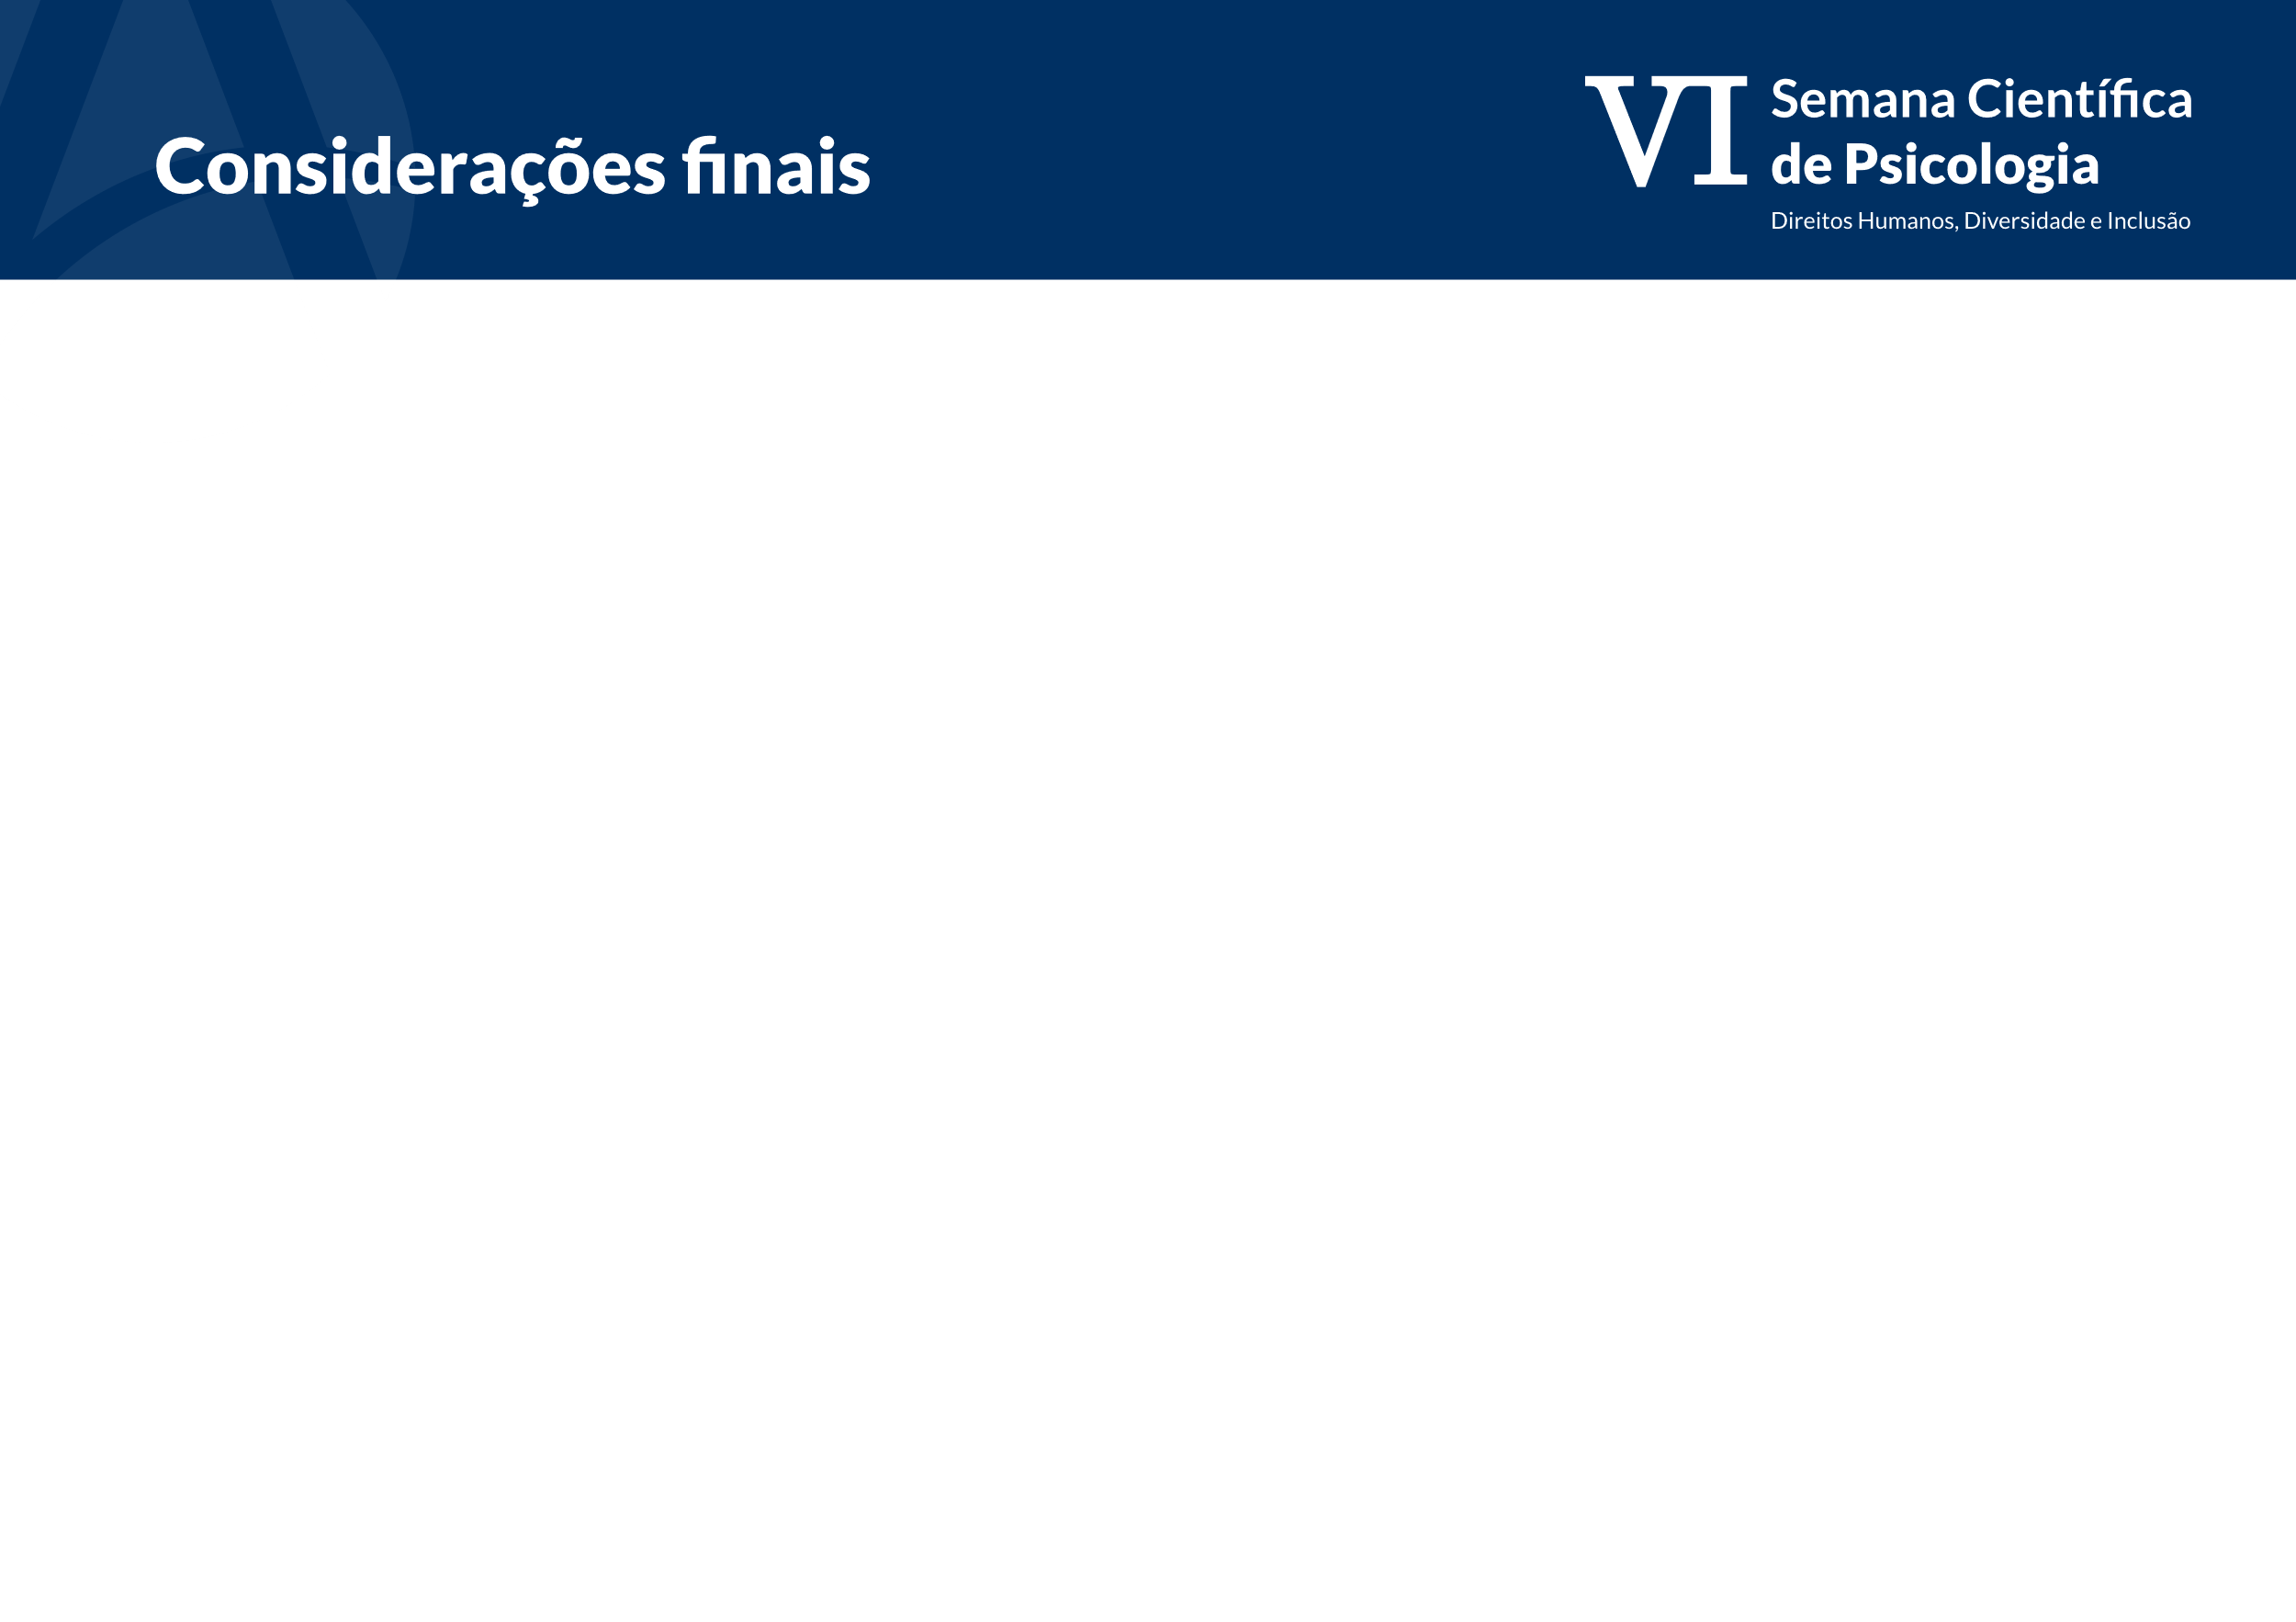 Considerações finais
VI
Semana Científica
de Psicologia
Direitos Humanos, Diversidade e Inclusão